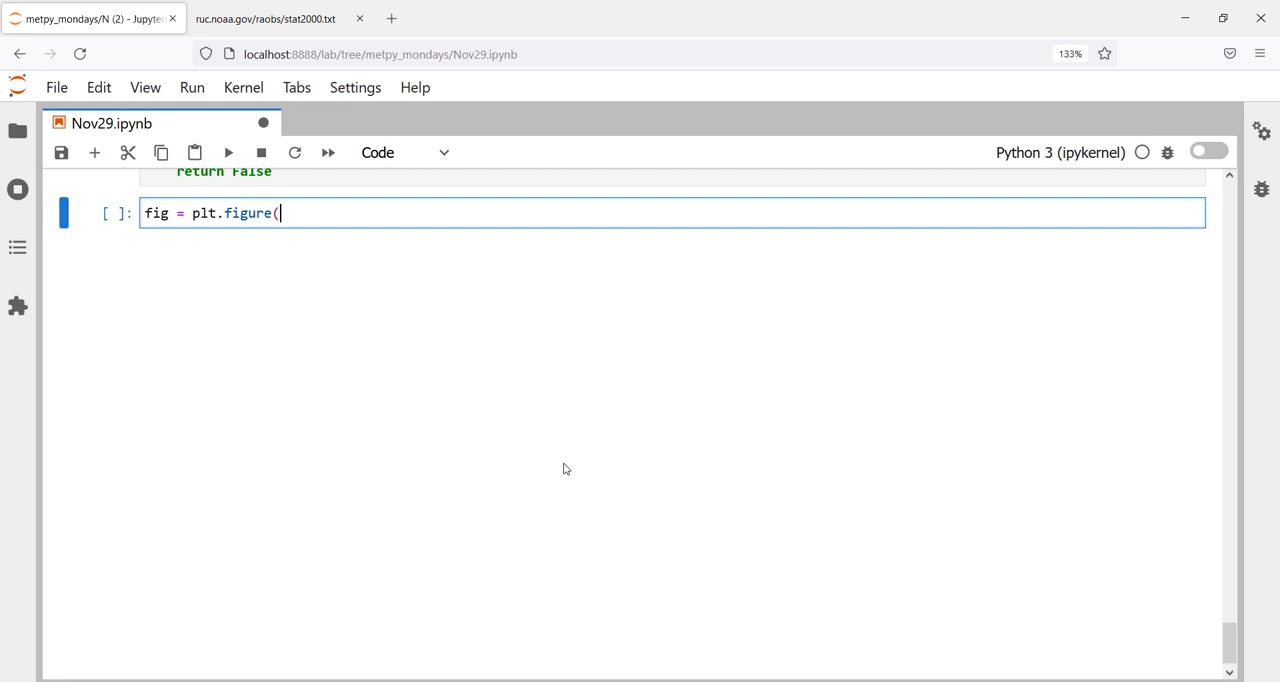 metpy_mondays/N (2) - Jupyter
ruc.noaa.gov/raobs/stat2000.txt
localhost:8888/lab/tree/metpy_mondays/Nov29.ipynb
133%
File Edit View Run Kernel Tabs Settings Help
Nov29.ipynb
Code
Python 3 (ipykernel)
return False
[ ]: fig = plt.figure(